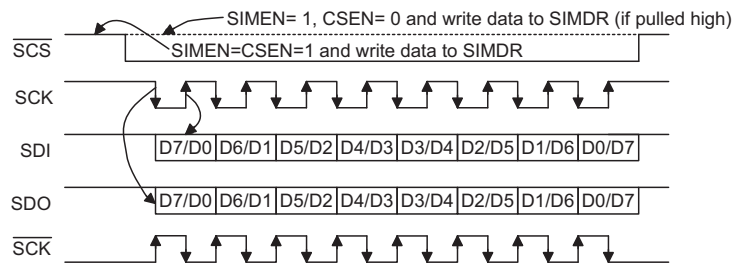 SIMEN= 1, CSEN= 0 and write data to SIMDR (if pulled high)
SCS
SIMEN=CSEN=1 and write data to SIMDR
SCK
SDI
D7/D0 D6/D1 D5/D2 D4/D3 D3/D4 D2/D5 D1/D6 D0/D7
SDO
D7/D0 D6/D1 D5/D2 D4/D3 D3/D4 D2/D5 D1/D6 D0/D7
SCK